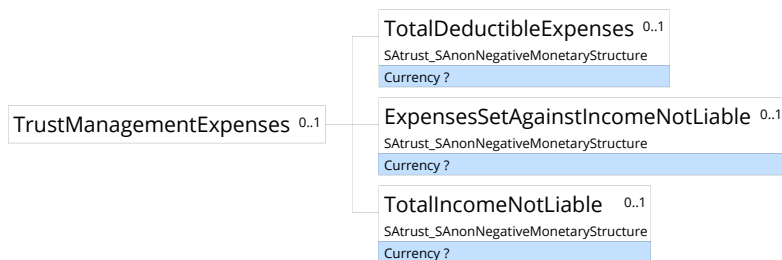 TotalDeductibleExpenses 0..1
SAtrust_SAnonNegativeMonetaryStructure
Currency ?
TrustManagementExpenses 0..1
ExpensesSetAgainstIncomeNotLiable 0..1
SAtrust_SAnonNegativeMonetaryStructure
Currency ?
TotalIncomeNotLiable 0..1
SAtrust_SAnonNegativeMonetaryStructure
Currency ?